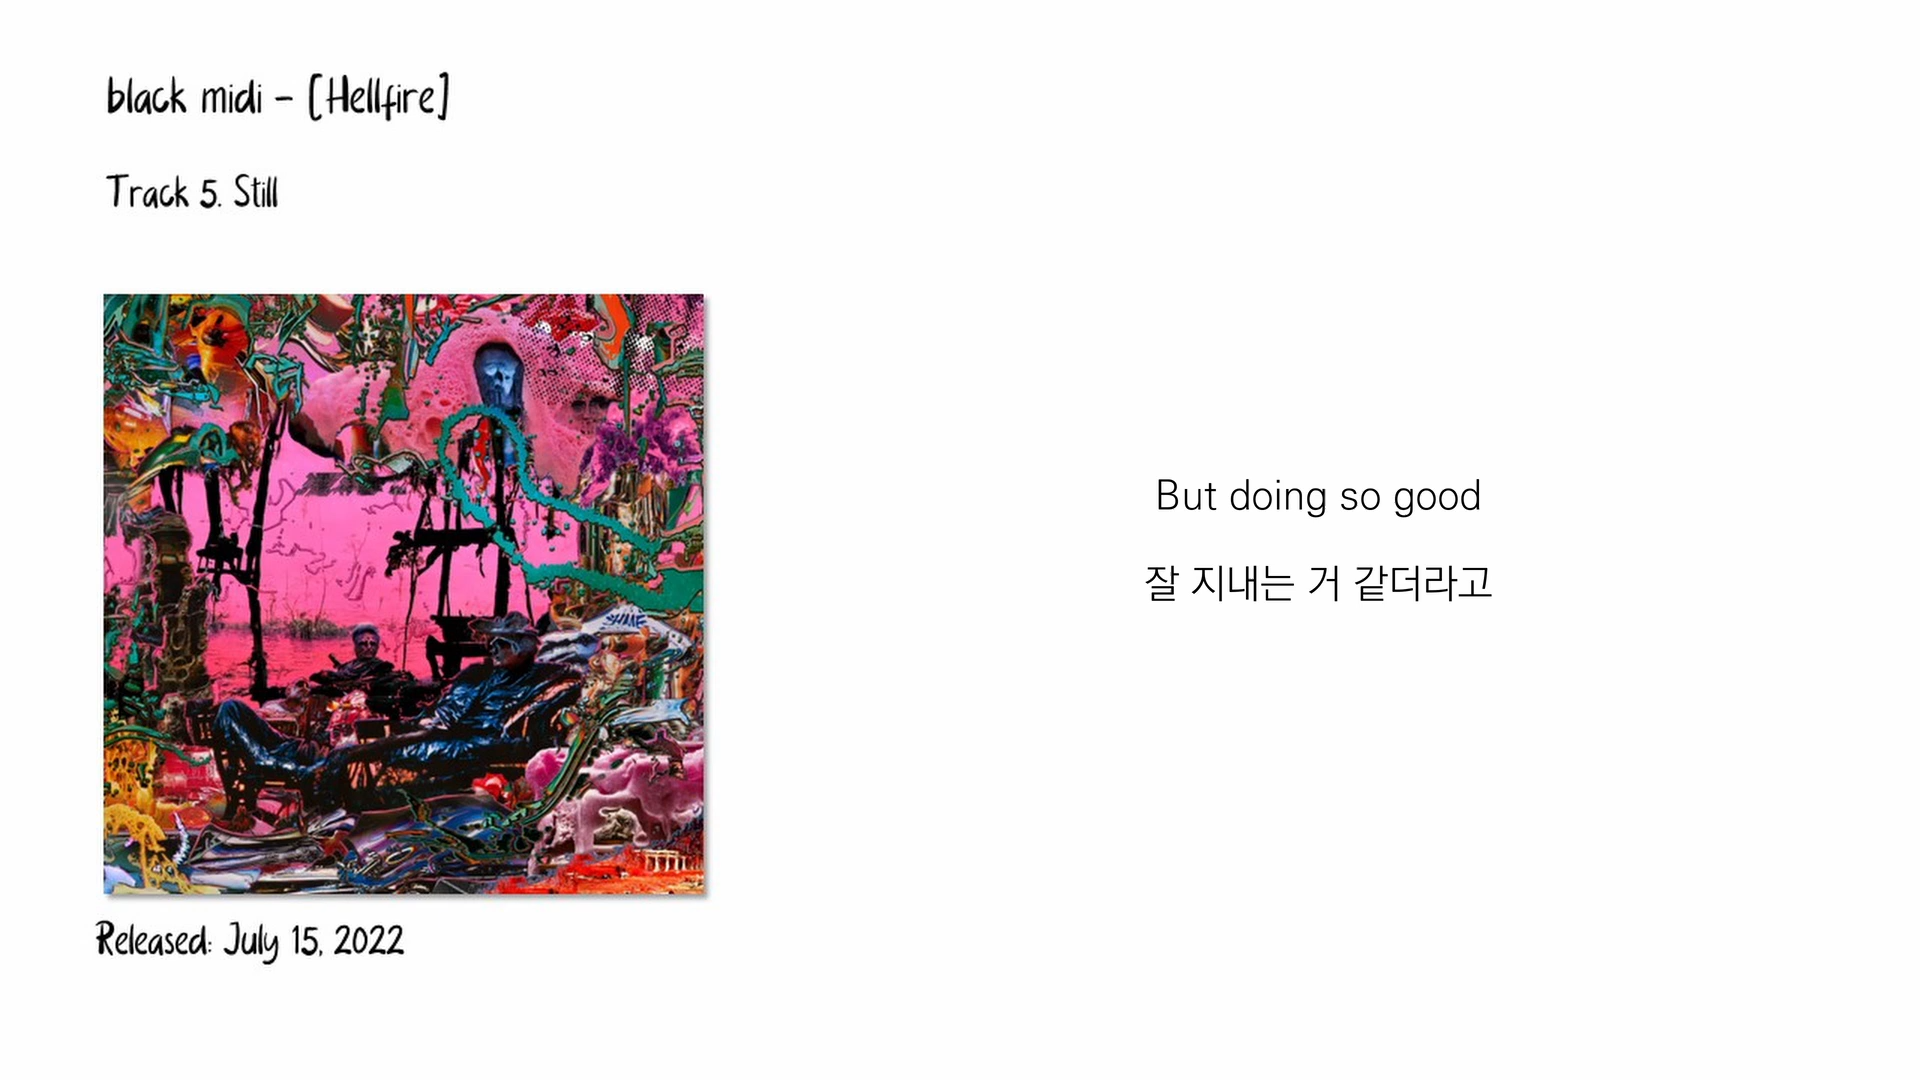 black midi - [Hellfire]
Track 5. Still
SHAME
But doing so good
잘 지내는 거 같더라고
Released: July 15, 2022